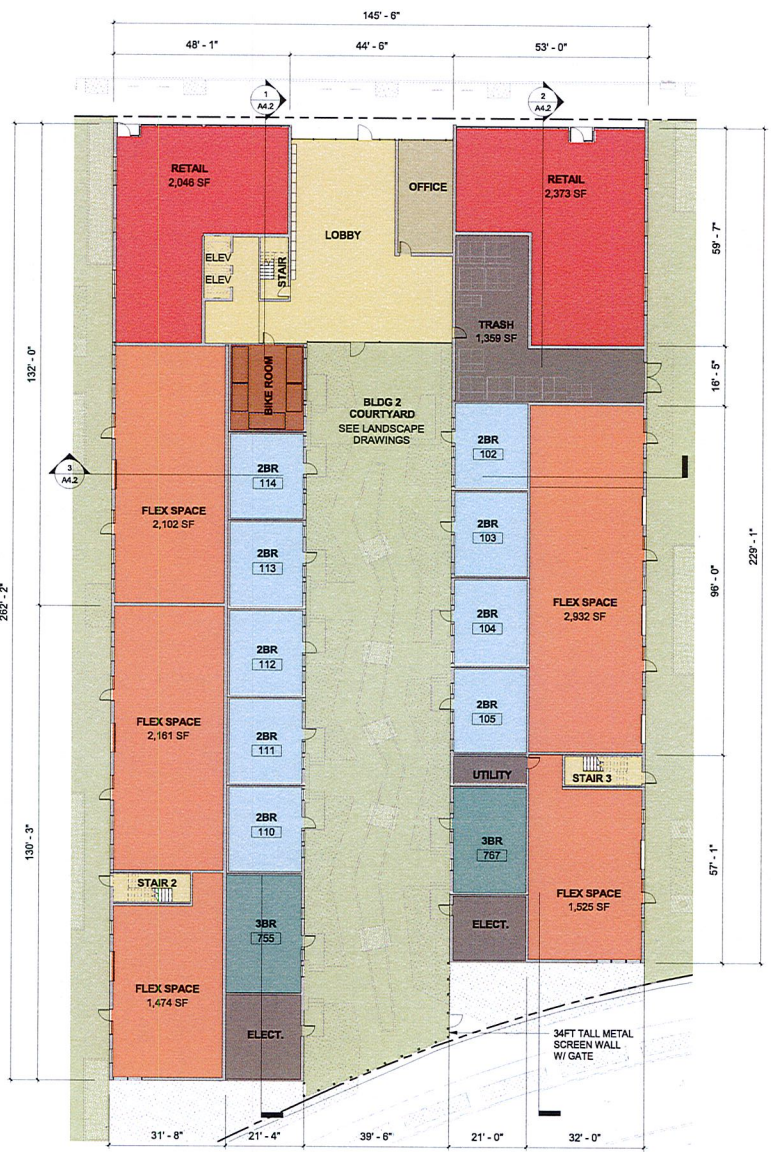 145' - 6"
48' - 1"
44' - 6"
53' - 0"
1
A4.2
2
A4.2
RETAIL
2,046 SF
OFFICE
RETAIL
2,373 SF
LOBBY
ELEV
ELEV
STAIR
59' - 7"
TRASH
1,359 SF
132' - 0"
BIKE ROOM
16' - 5"
BLDG 2
COURTYARD
SEE LANDSCAPE
DRAWINGS
2BR
102
2BR
114
3
A4.2
FLEX SPACE
2,102 SF
2BR
103
2BR
113
229' - 1"
262' - 2"
96' - 0"
FLEX SPACE
2,932 SF
2BR
104
2BR
112
2BR
105
FLEX SPACE
2,161 SF
2BR
111
UTILITY
STAIR 3
2BR
110
3BR
767
130' - 3"
57' - 1"
STAIR 2
FLEX SPACE
1,525 SF
3BR
755
ELECT.
FLEX SPACE
1,474 SF
ELECT.
34FT TALL METAL
SCREEN WALL
W/ GATE
31' - 8"
21' - 4"
39' - 6"
21' - 0"
32' - 0"